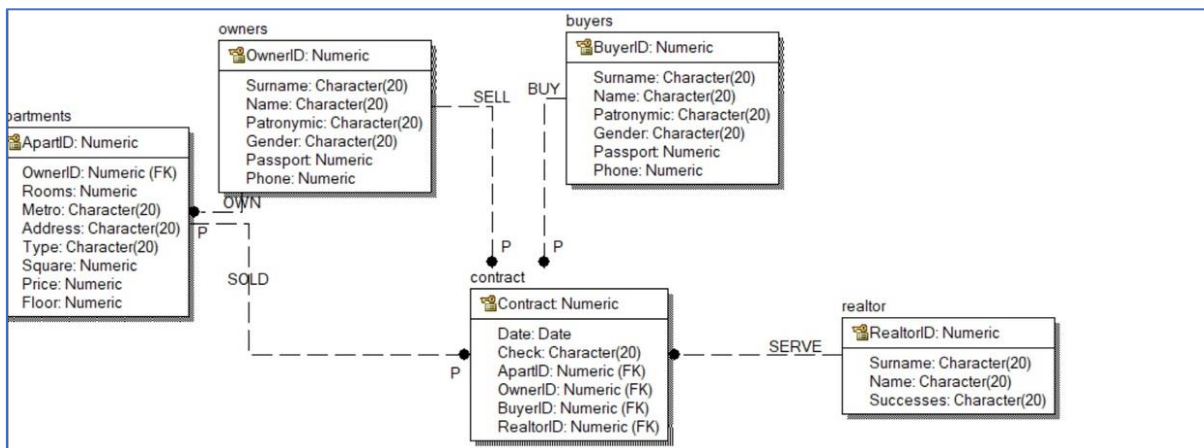 owners
OwnerID: Numeric
Surname: Character(20)
Name: Character(20)
Patronymic: Character(20)
Gender: Character(20)
Passport: Numeric
Phone: Numeric
buyers
BuyerID: Numeric
Surname: Character(20)
Name: Character(20)
Patronymic: Character(20)
Gender: Character(20)
Passport: Numeric
Phone: Numeric
SELL
BUY
partments
ApartID: Numeric
OwnerID: Numeric (FK)
Rooms: Numeric
Metro: Character(20)
Address: Character(20)
Type: Character(20)
Square: Numeric
Price: Numeric
Floor: Numeric
OWN
P
SOLD
P
P
P
contract
Contract: Numeric
Date: Date
Check: Character(20)
ApartID: Numeric (FK)
OwnerID: Numeric (FK)
BuyerID: Numeric (FK)
RealtorID: Numeric (FK)
SERVE
realtor
RealtorID: Numeric
Surname: Character(20)
Name: Character(20)
Successes: Character(20)